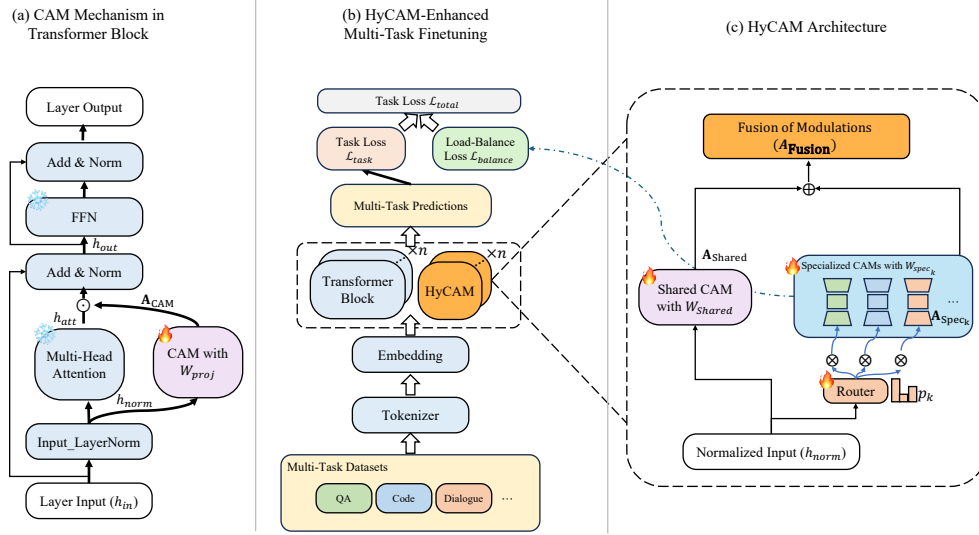 (a) CAM Mechanism in
Transformer Block
Layer Output
Add & Norm
FFN
h_out
Add & Norm
A_CAM
h_att
Multi-Head
Attention
CAM with
W_proj
h_norm
Input_LayerNorm
Layer Input (h_in)
(b) HyCAM-Enhanced
Multi-Task Finetuning
Task Loss ℒ_total
Task Loss
ℒ_task
Load-Balance
Loss ℒ_balance
Multi-Task Predictions
×n
×n
Transformer
Block
HyCAM
Embedding
Tokenizer
Multi-Task Datasets
QA
Code
Dialogue
...
(c) HyCAM Architecture
Fusion of Modulations
(A_Fusion)
A_Shared
Shared CAM
with W_Shared
Specialized CAMs with W_spec_k
...
A_Spec_k
Router
p_k
Normalized Input (h_norm)